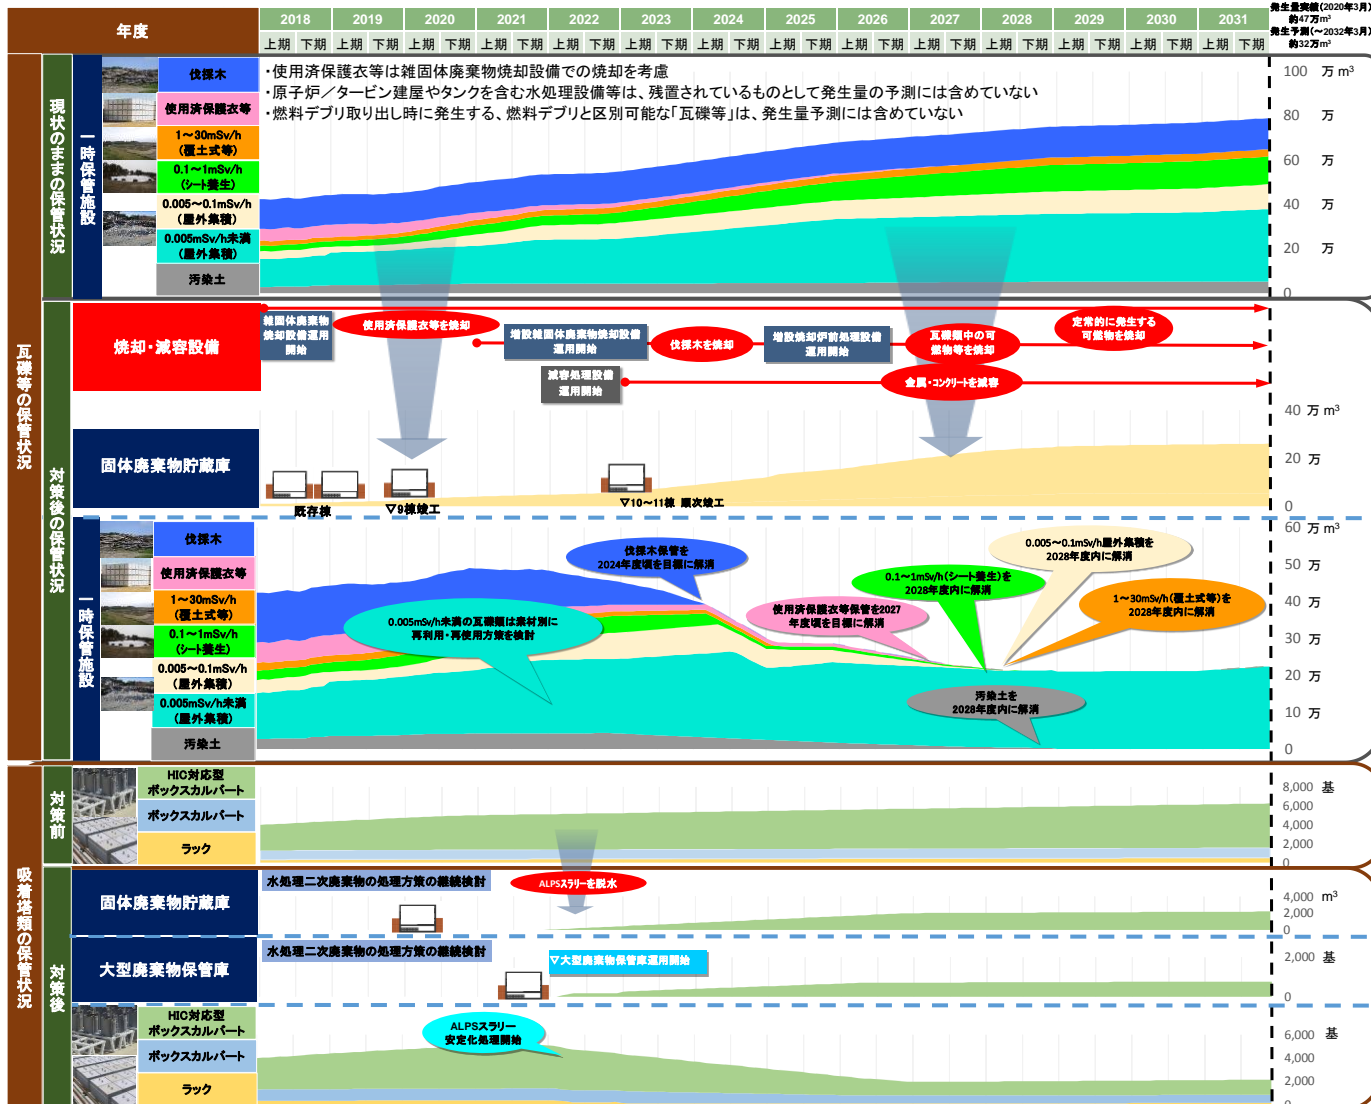 年度
2018 2019 2020 2021 2022 2023 2024 2025 2026 2027 2028 2029 2030 2031
上期 下期 上期 下期 上期 下期 上期 下期 上期 下期 上期 下期 上期 下期 上期 下期 上期 下期 上期 下期 上期 下期 上期 下期 上期 下期 上期 下期
発生量実績(2020年3月)
約47万m³
発生予測(~2032年3月)
約32万m³
瓦礫等の保管状況
現状のままの保管状況
一時保管施設
伐採木
使用済保護衣等
1~30mSv/h
(覆土式等)
0.1~1mSv/h
(シート養生)
0.005~0.1mSv/h
(屋外集積)
0.005mSv/h未満
(屋外集積)
汚染土
・使用済保護衣等は雑固体廃棄物焼却設備での焼却を考慮
・原子炉/タービン建屋やタンクを含む水処理設備等は、残置されているものとして発生量の予測には含めていない
・燃料デブリ取り出し時に発生する、燃料デブリと区別可能な「瓦礫等」は、発生量予測には含めていない
100 万 m³
80 万
60 万
40 万
20 万
0
対策後の保管状況
焼却・減容設備
雑固体廃棄物
焼却設備運用
開始
使用済保護衣等を焼却
増設雑固体廃棄物焼却設備
運用開始
伐採木を焼却
増設焼却炉前処理設備
運用開始
瓦礫類中の可
燃物等を焼却
定常的に発生する
可燃物を焼却
減容処理設備
運用開始
金属・コンクリートを減容
固体廃棄物貯蔵庫
既存棟
▽9棟竣工
▽10~11棟 順次竣工
40 万 m³
20 万
0
一時保管施設
伐採木
使用済保護衣等
1~30mSv/h
(覆土式等)
0.1~1mSv/h
(シート養生)
0.005~0.1mSv/h
(屋外集積)
0.005mSv/h未満
(屋外集積)
汚染土
0.005mSv/h未満の瓦礫類は素材別に
再利用・再使用方策を検討
伐採木保管を
2024年度頃を目標に解消
使用済保護衣等保管を2027
年度頃を目標に解消
0.1~1mSv/h(シート養生)を
2028年度内に解消
0.005~0.1mSv/h屋外集積を
2028年度内に解消
1~30mSv/h(覆土式等)を
2028年度内に解消
汚染土を
2028年度内に解消
60 万m³
50 万
40 万
30 万
20 万
10 万
0
吸着塔類の保管状況
対策前
HIC対応型
ボックスカルバート
ボックスカルバート
ラック
8,000 基
6,000
4,000
2,000
0
対策後
固体廃棄物貯蔵庫
水処理二次廃棄物の処理方策の継続検討
ALPSスラリーを脱水
4,000 m³
2,000
0
大型廃棄物保管庫
水処理二次廃棄物の処理方策の継続検討
▽大型廃棄物保管庫運用開始
2,000 基
0
HIC対応型
ボックスカルバート
ボックスカルバート
ラック
ALPSスラリー
安定化処理開始
6,000 基
4,000
2,000
0